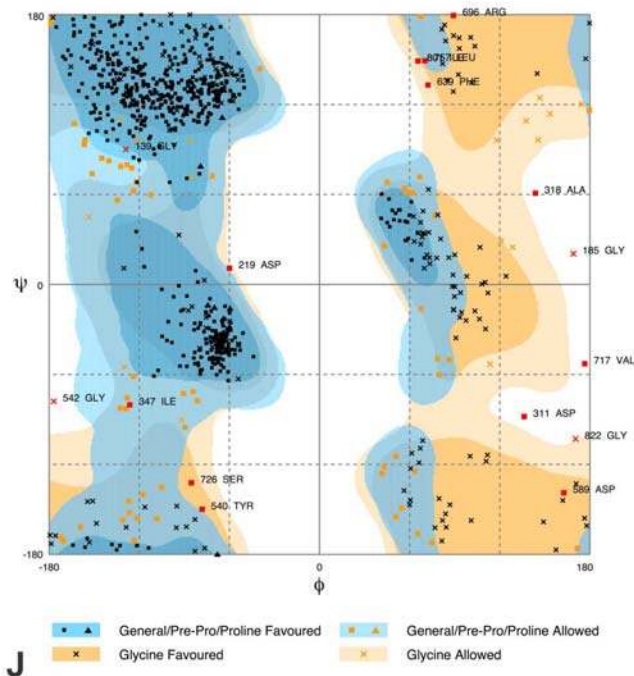 180
696 ARG
639 PHE
139 GLY
318 ALA
185 GLY
219 ASP
ψ 0
717 VAL
542 GLY
347 ILE
311 ASP
822 GLY
726 SER
589 ASP
540 TYR
-180
-180 0 180
ϕ
General/Pre-Pro/Proline Favoured General/Pre-Pro/Proline Allowed
Glycine Favoured Glycine Allowed
J